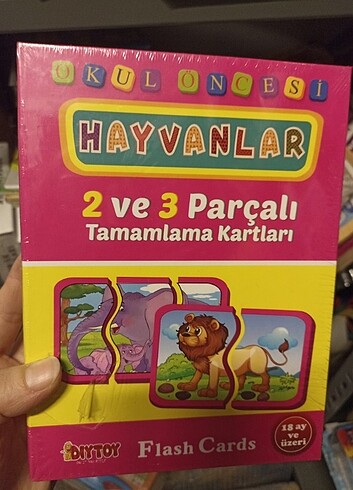 OKUL ÖNCESİ
HAYVANLAR
2 ve 3 Parçalı
Tamamlama Kartları
DIYTOY
Flash Cards
18 ay
ve
üzeri